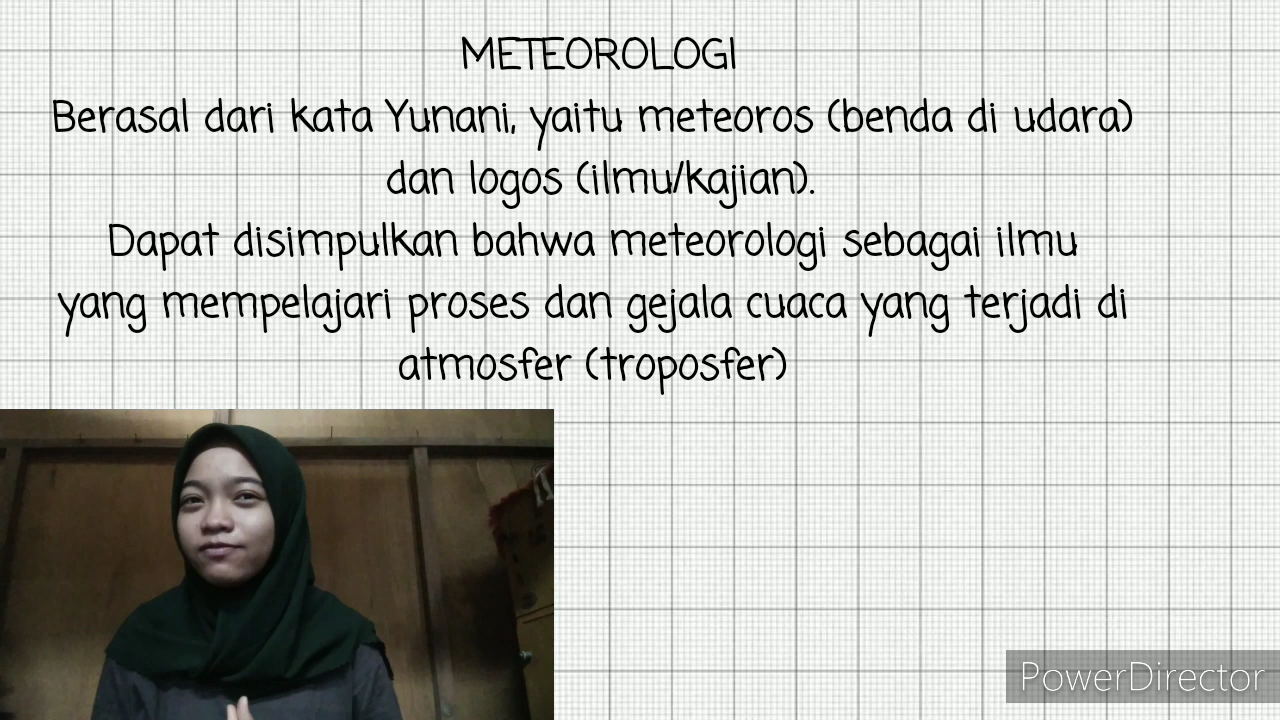 METEOROLOGI
Berasal dari kata Yunani, yaitu meteoros (benda di udara)
dan logos (ilmu/kajian).
Dapat disimpulkan bahwa meteorologi sebagai ilmu
yang mempelajari proses dan gejala cuaca yang terjadi di
atmosfer (troposfer)
PowerDirector